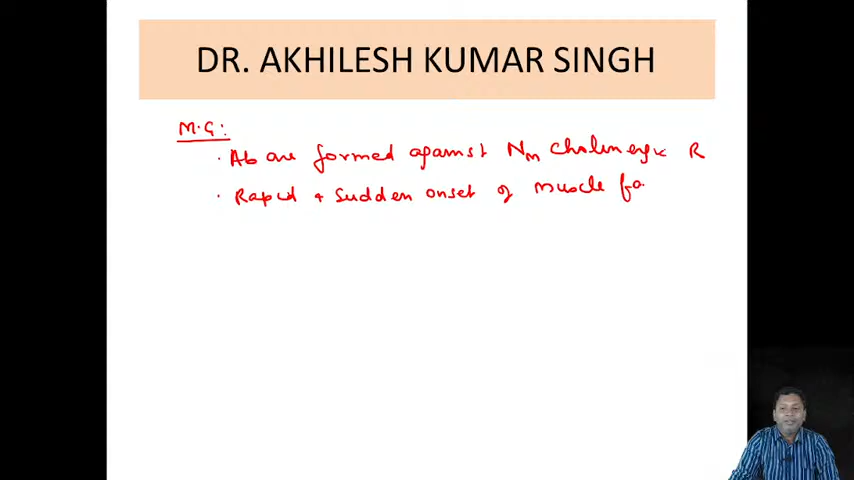 DR. AKHILESH KUMAR SINGH
M.G:
· Ab are formed against Nm Cholinergic R
· Rapid & Sudden onset of muscle fa